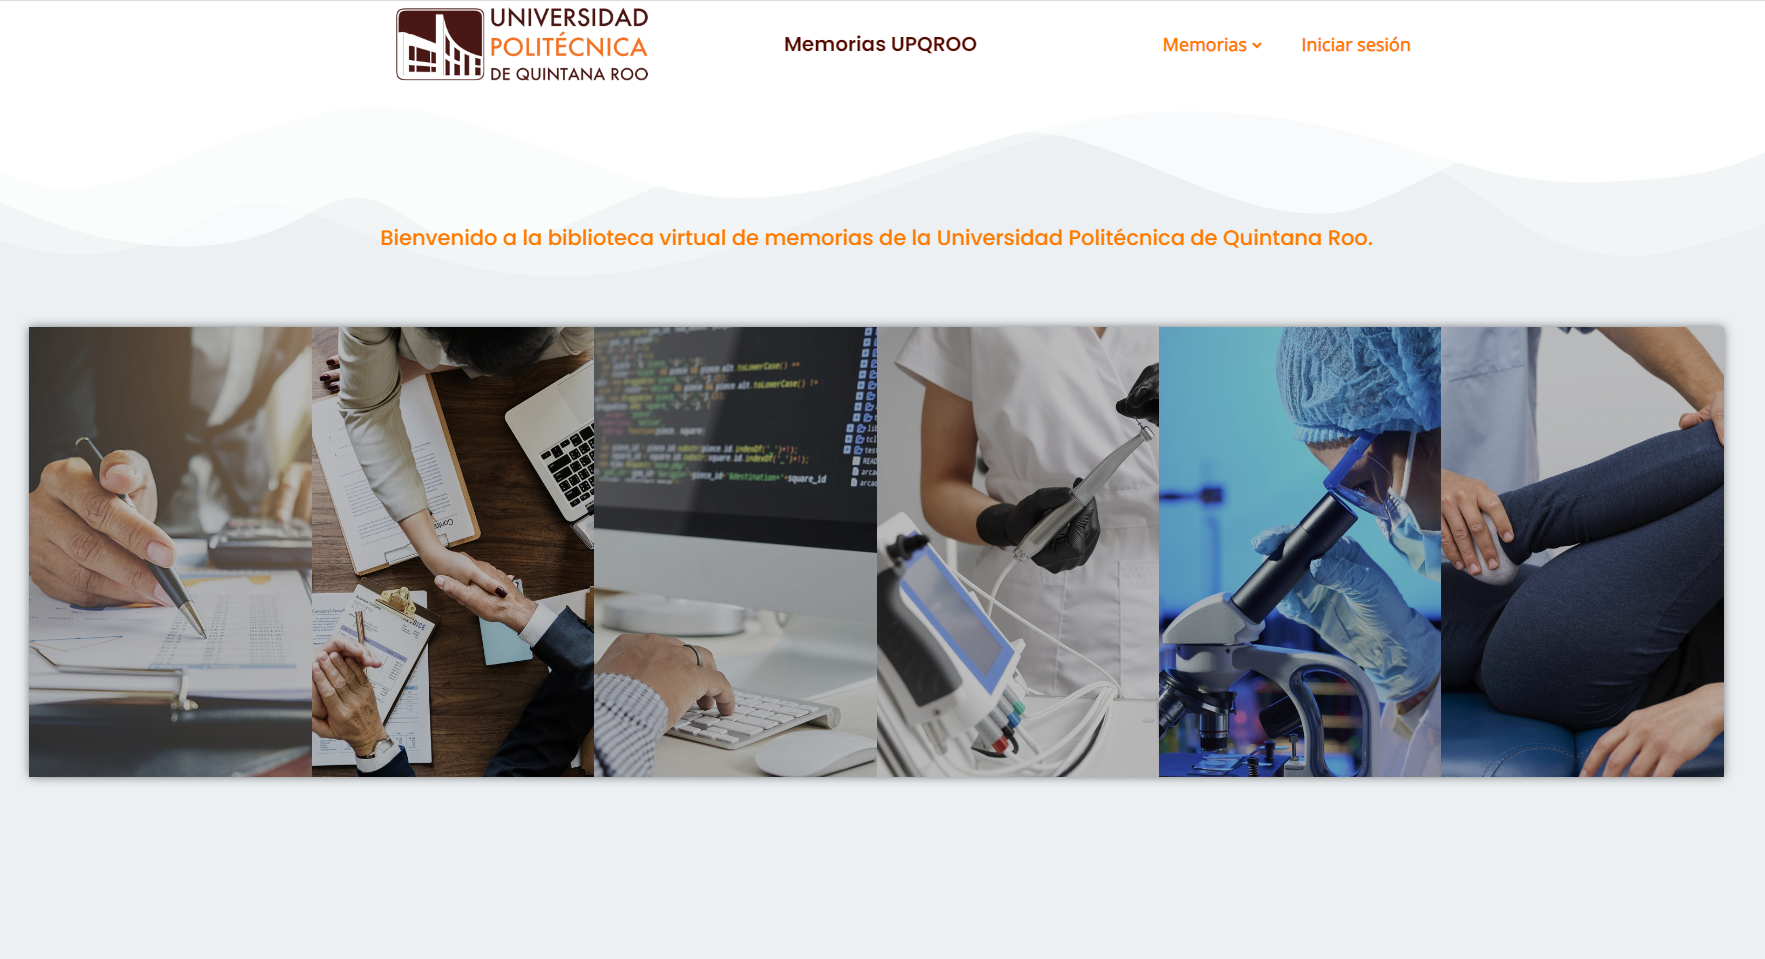 UNIVERSIDAD
POLITÉCNICA
DE QUINTANA ROO
Memorias UPQROO
Memorias
Iniciar sesión
Bienvenido a la biblioteca virtual de memorias de la Universidad Politécnica de Quintana Roo.